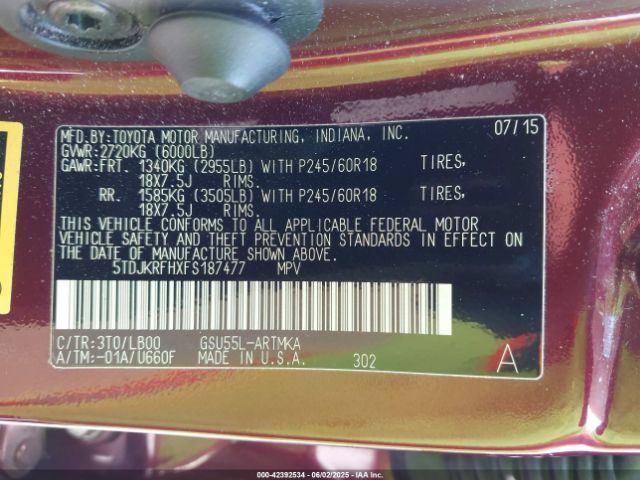 MFD.BY:TOYOTA MOTOR MANUFACTURING, INDIANA, INC. 07/15
GVWR:2720KG (6000LB)
GAWR:FRT. 1340KG (2955LB) WITH P245/60R18 TIRES,
18X7.5J RIMS.
RR. 1585KG (3505LB) WITH P245/60R18 TIRES,
18X7.5J RIMS.
THIS VEHICLE CONFORMS TO ALL APPLICABLE FEDERAL MOTOR
VEHICLE SAFETY AND THEFT PREVENTION STANDARDS IN EFFECT ON
THE DATE OF MANUFACTURE SHOWN ABOVE.
5TDJKRFHXFS187477 MPV
C/TR:3T0/LB00 GSU55L-ARTMKA
A/TM:-01A/U660F MADE IN U.S.A. 302 A
000-42392534 - 06/02/2025 - IAA Inc.